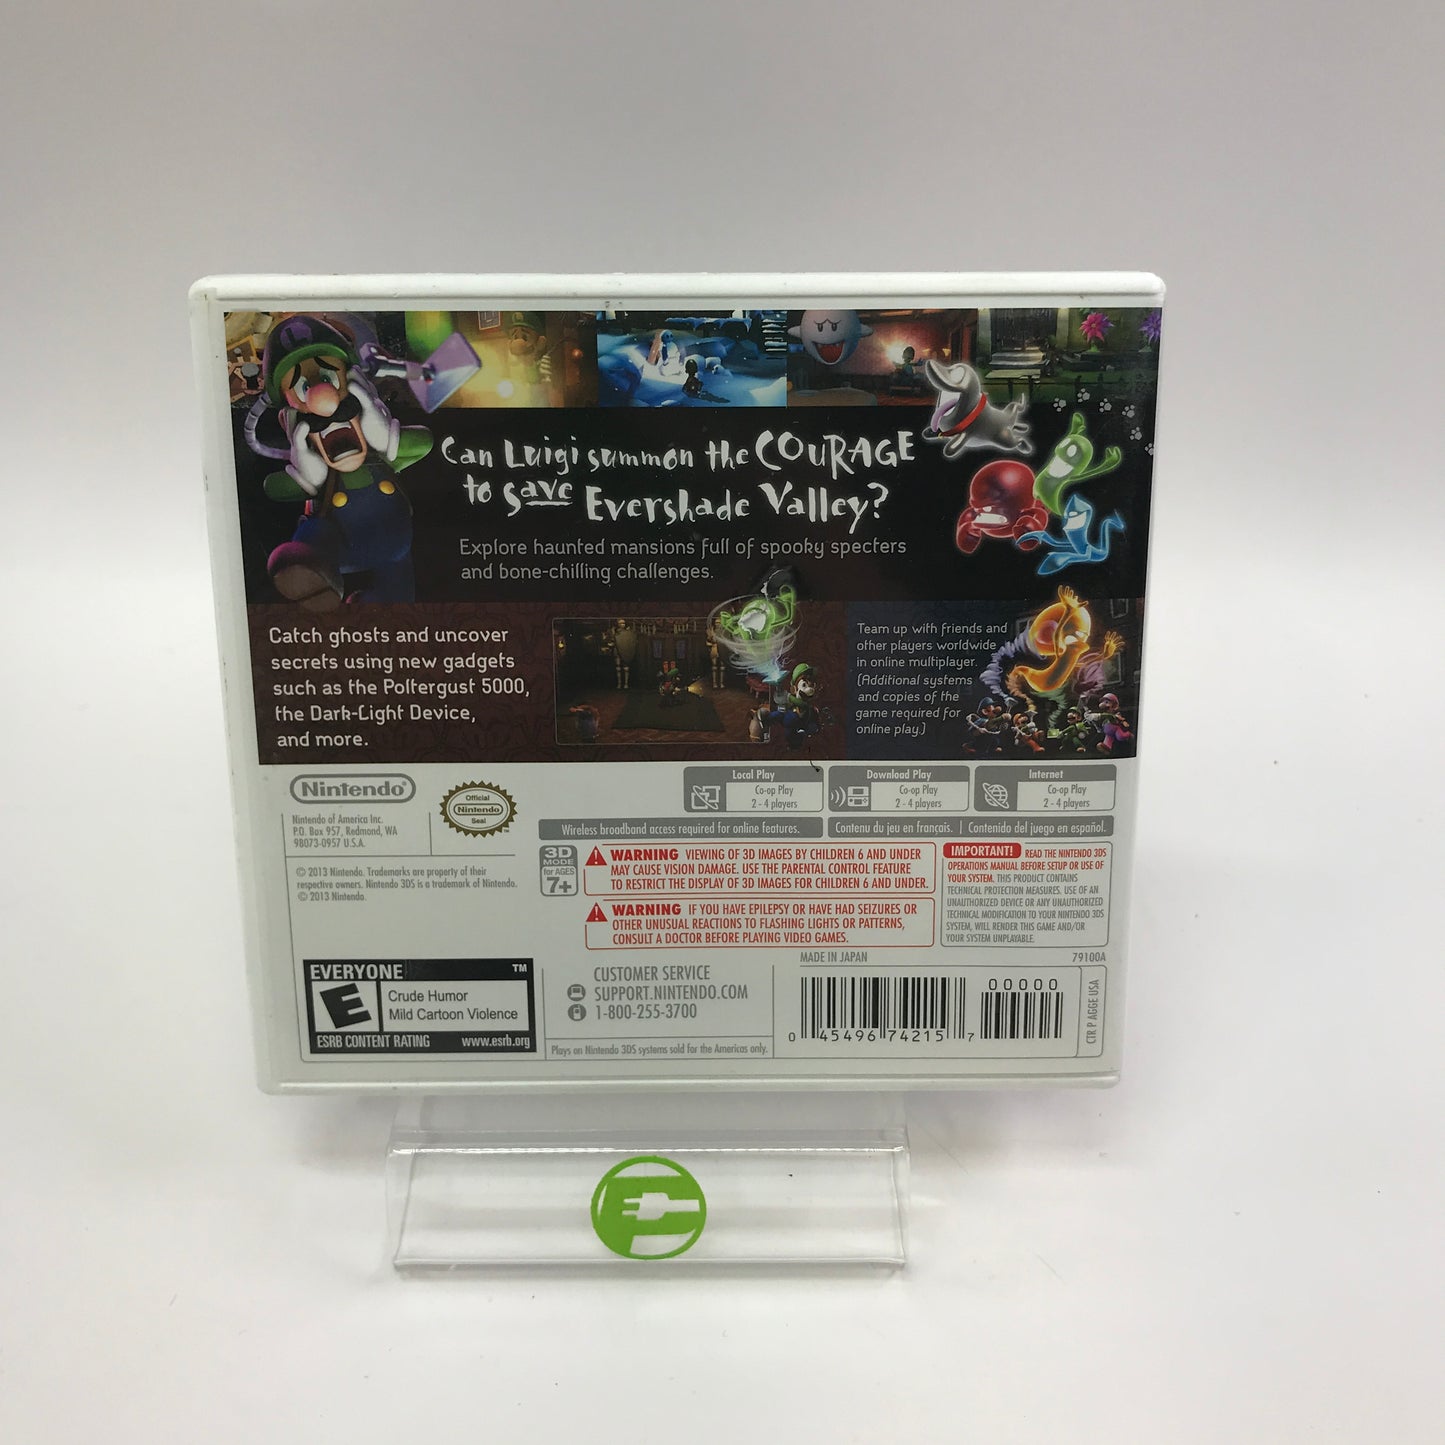 Can Luigi summon the COURAGE
to save Evershade Valley?
Explore haunted mansions full of spooky specters
and bone-chilling challenges.
Catch ghosts and uncover
secrets using new gadgets
such as the Poltergust 5000,
the Dark-Light Device,
and more.
Team up with friends and
other players worldwide
in online multiplayer.
(Additional systems
and copies of the
game required for
online play.)
Nintendo®
Nintendo of America Inc.
P.O. Box 957, Redmond, WA
98073-0957 U.S.A.
Official
Nintendo
Seal
Local Play
Co-op Play
2 - 4 players
Download Play
Co-op Play
2 - 4 players
Internet
Co-op Play
2 - 4 players
Wireless broadband access required for online features.
Contenu du jeu en français. | Contenido del juego en español.
© 2013 Nintendo. Trademarks are property of their
respective owners. Nintendo 3DS is a trademark of Nintendo.
© 2013 Nintendo.
3D
MODE
for AGES
7+
WARNING VIEWING OF 3D IMAGES BY CHILDREN 6 AND UNDER
MAY CAUSE VISION DAMAGE. USE THE PARENTAL CONTROL FEATURE
TO RESTRICT THE DISPLAY OF 3D IMAGES FOR CHILDREN 6 AND UNDER.
WARNING IF YOU HAVE EPILEPSY OR HAVE HAD SEIZURES OR
OTHER UNUSUAL REACTIONS TO FLASHING LIGHTS OR PATTERNS,
CONSULT A DOCTOR BEFORE PLAYING VIDEO GAMES.
IMPORTANT! READ THE NINTENDO 3DS
OPERATIONS MANUAL BEFORE SETUP OR USE OF
YOUR SYSTEM. THIS PRODUCT CONTAINS
TECHNICAL PROTECTION MEASURES. USE OF AN
UNAUTHORIZED DEVICE OR ANY UNAUTHORIZED
TECHNICAL MODIFICATION TO YOUR NINTENDO 3DS
SYSTEM, WILL RENDER THIS GAME AND/OR
YOUR SYSTEM UNPLAYABLE.
MADE IN JAPAN
79100A
EVERYONE ™
E
Crude Humor
Mild Cartoon Violence
ESRB CONTENT RATING www.esrb.org
CUSTOMER SERVICE
SUPPORT.NINTENDO.COM
1-800-255-3700
Plays on Nintendo 3DS systems sold for the Americas only.
0 45496 74215 7
00000
CTR P AGGE USA